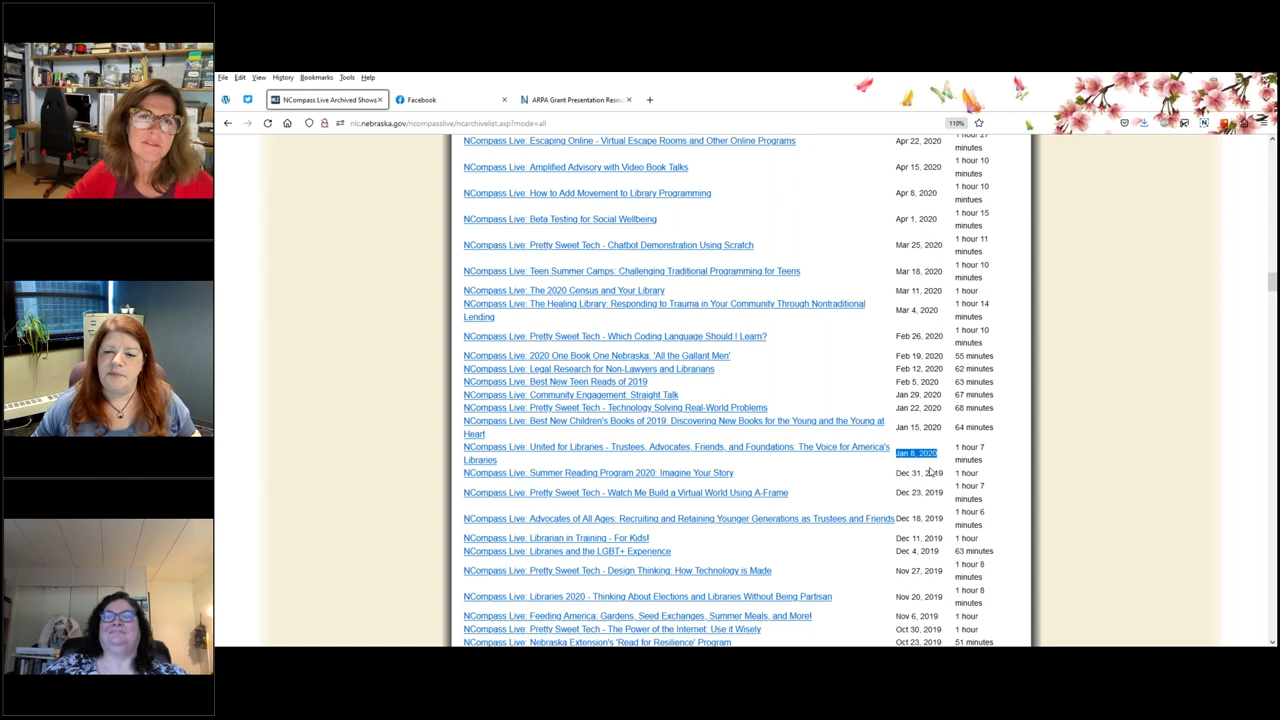 File Edit View History Bookmarks Tools Help
NCompass Live Archived Shows
Facebook
ARPA Grant Presentation Reso
nlc.nebraska.gov/ncompasslive/ncarchivelist.asp?mode=all
110%
NCompass Live: Escaping Online - Virtual Escape Rooms and Other Online Programs Apr 22, 2020 1 hour 27 minutes
NCompass Live: Amplified Advisory with Video Book Talks Apr 15, 2020 1 hour 10 minutes
NCompass Live: How to Add Movement to Library Programming Apr 8, 2020 1 hour 10 mintues
NCompass Live: Beta Testing for Social Wellbeing Apr 1, 2020 1 hour 15 minutes
NCompass Live: Pretty Sweet Tech - Chatbot Demonstration Using Scratch Mar 25, 2020 1 hour 11 minutes
NCompass Live: Teen Summer Camps: Challenging Traditional Programming for Teens Mar 18, 2020 1 hour 10 minutes
NCompass Live: The 2020 Census and Your Library Mar 11, 2020 1 hour
NCompass Live: The Healing Library: Responding to Trauma in Your Community Through Nontraditional
Lending Mar 4, 2020 1 hour 14 minutes
NCompass Live: Pretty Sweet Tech - Which Coding Language Should I Learn? Feb 26, 2020 1 hour 10 minutes
NCompass Live: 2020 One Book One Nebraska: 'All the Gallant Men' Feb 19, 2020 55 minutes
NCompass Live: Legal Research for Non-Lawyers and Librarians Feb 12, 2020 62 minutes
NCompass Live: Best New Teen Reads of 2019 Feb 5, 2020 63 minutes
NCompass Live: Community Engagement: Straight Talk Jan 29, 2020 67 minutes
NCompass Live: Pretty Sweet Tech - Technology Solving Real-World Problems Jan 22, 2020 68 minutes
NCompass Live: Best New Children's Books of 2019: Discovering New Books for the Young and the Young at
Heart Jan 15, 2020 64 minutes
NCompass Live: United for Libraries - Trustees, Advocates, Friends, and Foundations: The Voice for America's
Libraries Jan 8, 2020 1 hour 7 minutes
NCompass Live: Summer Reading Program 2020: Imagine Your Story Dec 31, 2019 1 hour
NCompass Live: Pretty Sweet Tech - Watch Me Build a Virtual World Using A-Frame Dec 23, 2019 1 hour 7 minutes
NCompass Live: Advocates of All Ages: Recruiting and Retaining Younger Generations as Trustees and Friends Dec 18, 2019 1 hour 6 minutes
NCompass Live: Librarian in Training - For Kids! Dec 11, 2019 1 hour
NCompass Live: Libraries and the LGBT+ Experience Dec 4, 2019 63 minutes
NCompass Live: Pretty Sweet Tech - Design Thinking: How Technology is Made Nov 27, 2019 1 hour 8 minutes
NCompass Live: Libraries 2020 - Thinking About Elections and Libraries Without Being Partisan Nov 20, 2019 1 hour 8 minutes
NCompass Live: Feeding America: Gardens, Seed Exchanges, Summer Meals, and More! Nov 6, 2019 1 hour
NCompass Live: Pretty Sweet Tech - The Power of the Internet: Use it Wisely Oct 30, 2019 1 hour
NCompass Live: Nebraska Extension's 'Read for Resilience' Program Oct 23, 2019 51 minutes